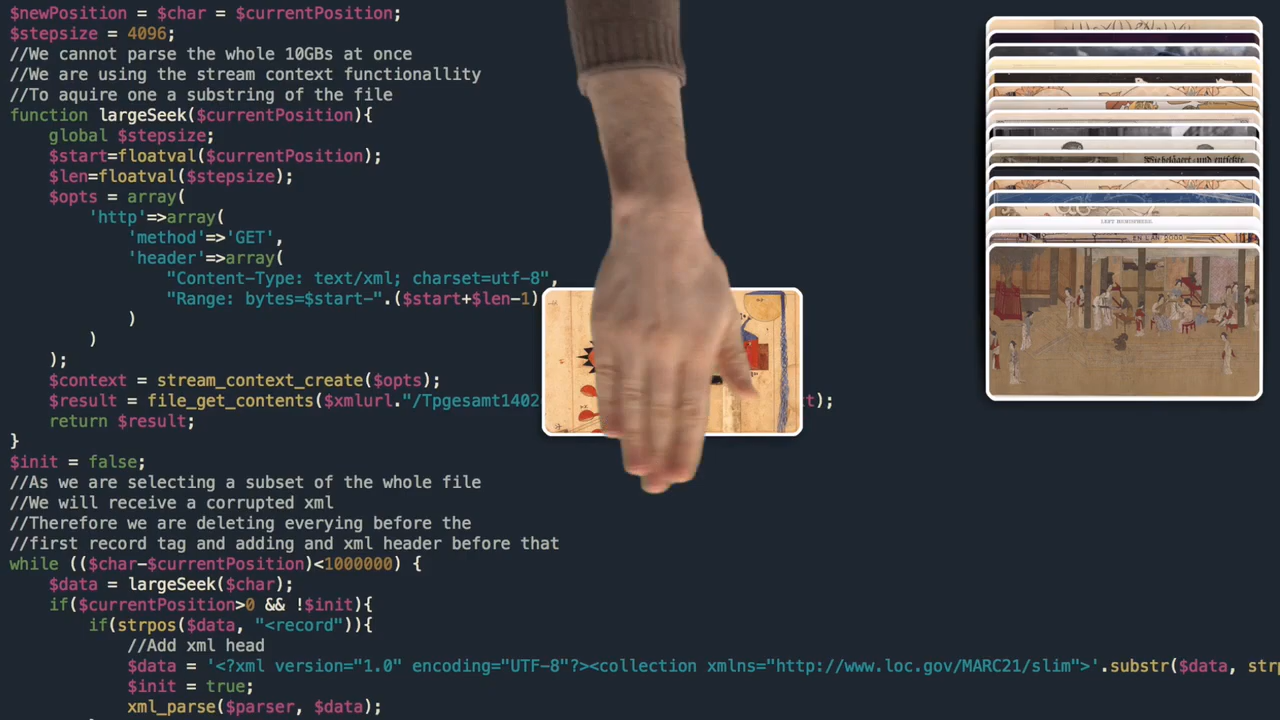 $newPosition = $char = $currentPosition;
$stepsize = 4096;
//We cannot parse the whole 10GBs at once
//We are using the stream context functionallity
//To aquire one a substring of the file
function largeSeek($currentPosition){
global $stepsize;
$start=floatval($currentPosition);
$len=floatval($stepsize);
$opts = array(
'http'=>array(
'method'=>'GET',
'header'=>array(
"Content-Type: text/xml; charset=utf-8",
"Range: bytes=$start-".($start+$len-1)
)
)
);
$context = stream_context_create($opts);
$result = file_get_contents($xmlurl."/Tpgesamt1402 t);
return $result;
}
$init = false;
//As we are selecting a subset of the whole file
//We will receive a corrupted xml
//Therefore we are deleting everying before the
//first record tag and adding and xml header before that
while (($char-$currentPosition)<1000000) {
$data = largeSeek($char);
if($currentPosition>0 && !$init){
if(strpos($data, "<record")){
//Add xml head
$data = '<?xml version="1.0" encoding="UTF-8"?><collection xmlns="http://www.loc.gov/MARC21/slim">'.substr($data, strp
$init = true;
xml_parse($parser, $data);
LEFT HEMISPHERE
EN LAN 5000